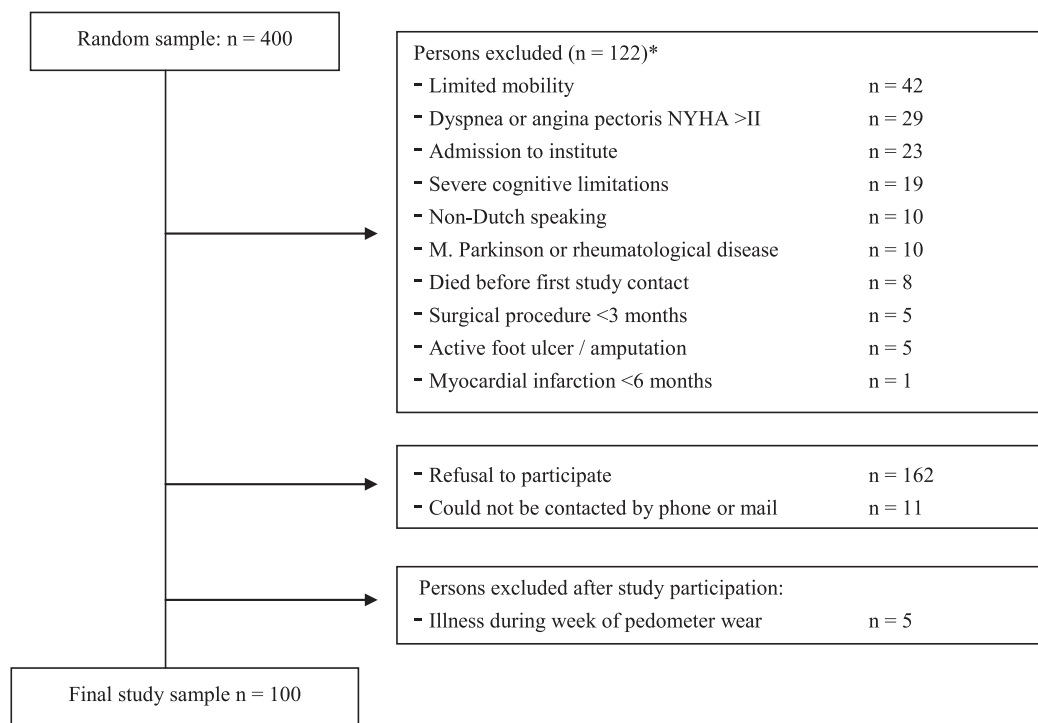 Random sample: n = 400
Persons excluded (n = 122)*
- Limited mobility n = 42
- Dyspnea or angina pectoris NYHA >II n = 29
- Admission to institute n = 23
- Severe cognitive limitations n = 19
- Non-Dutch speaking n = 10
- M. Parkinson or rheumatological disease n = 10
- Died before first study contact n = 8
- Surgical procedure <3 months n = 5
- Active foot ulcer / amputation n = 5
- Myocardial infarction <6 months n = 1
- Refusal to participate n = 162
- Could not be contacted by phone or mail n = 11
Persons excluded after study participation:
- Illness during week of pedometer wear n = 5
Final study sample n = 100